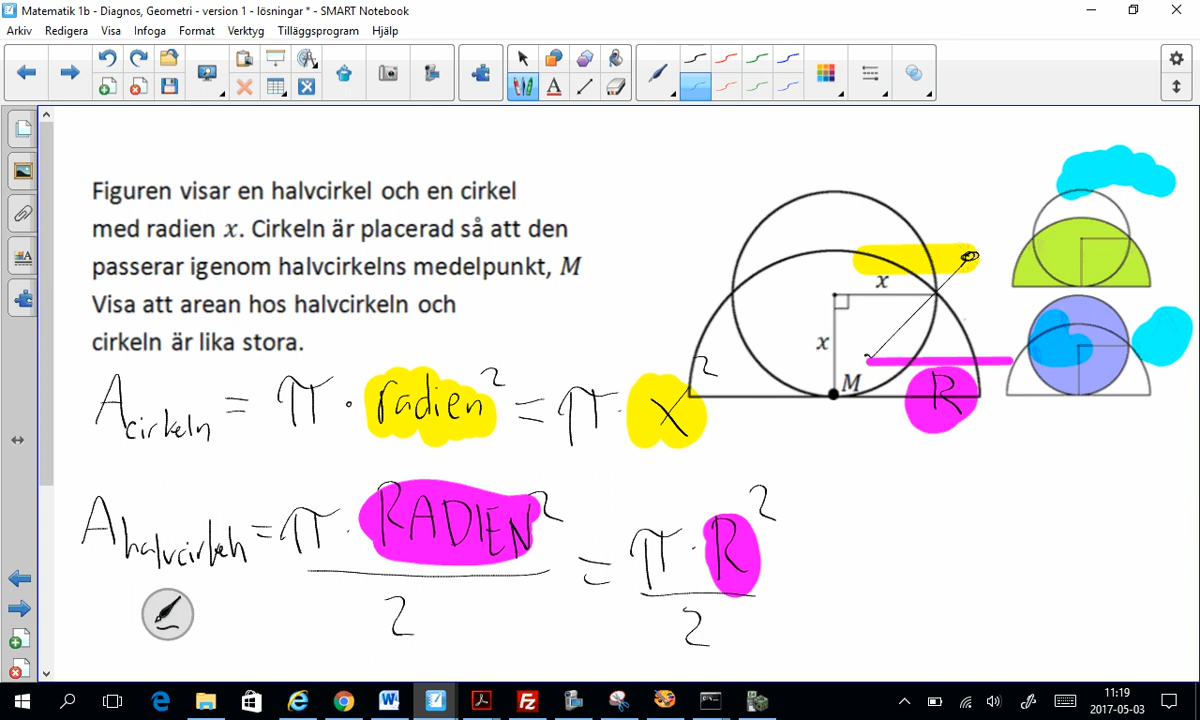 Matematik 1b - Diagnos, Geometri - version 1 - lösningar * - SMART Notebook
Arkiv Redigera Visa Infoga Format Verktyg Tilläggsprogram Hjälp
Figuren visar en halvcirkel och en cirkel
med radien x. Cirkeln är placerad så att den
passerar igenom halvcirkelns medelpunkt, M
Visa att arean hos halvcirkeln och
cirkeln är lika stora.
x
x
M
R
A cirkeln = π · radien² = π · x²
A halvcirkeln = π · RADIEN² / 2 = π · R² / 2
11:19
2017-05-03